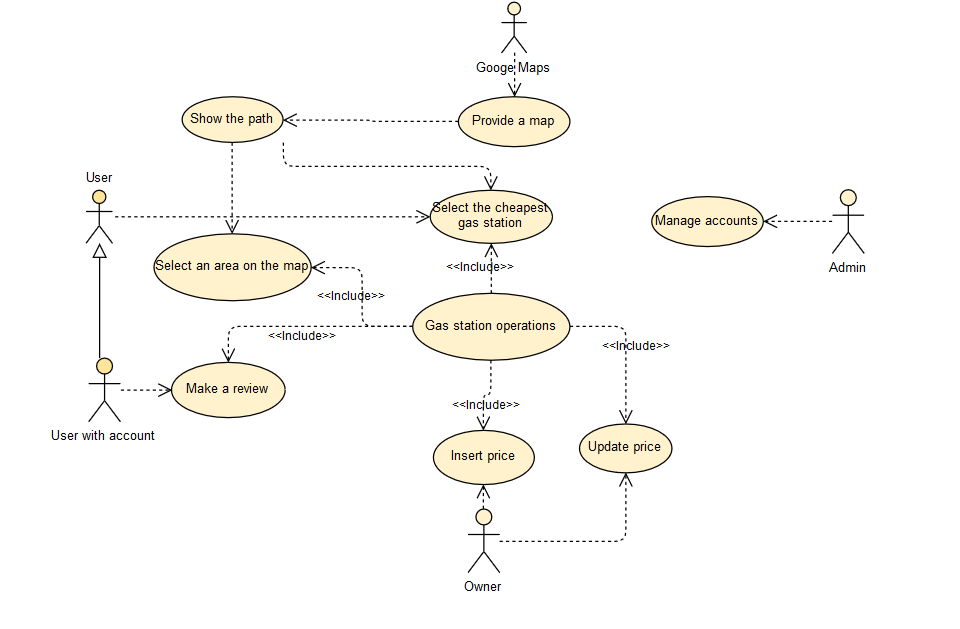 Googe Maps
Show the path
Provide a map
User
Select the cheapest
gas station
Manage accounts
Select an area on the map
<<Include>>
Admin
<<Include>>
Gas station operations
<<Include>>
<<Include>>
Make a review
<<Include>>
User with account
Insert price
Update price
Owner